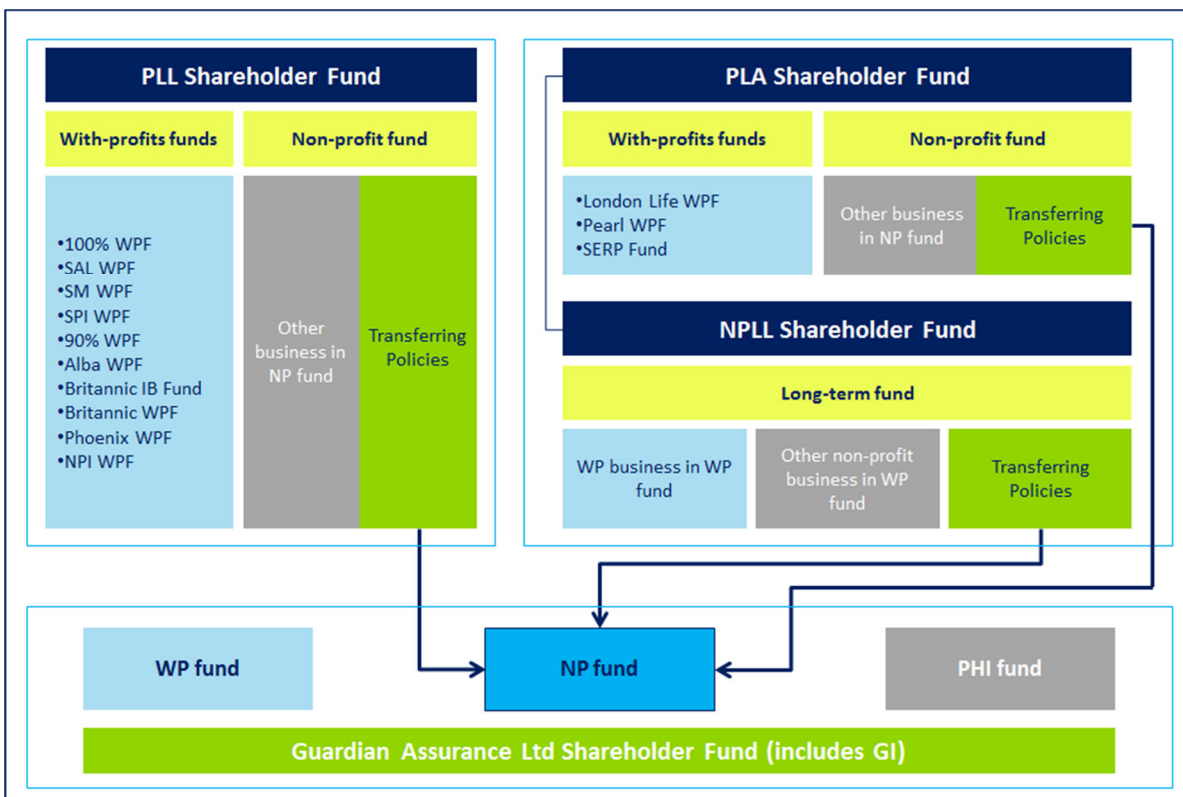 PLL Shareholder Fund
With-profits funds
Non-profit fund
•100% WPF
•SAL WPF
•SM WPF
•SPI WPF
•90% WPF
•Alba WPF
•Britannic IB Fund
•Britannic WPF
•Phoenix WPF
•NPI WPF
Other
business in
NP fund
Transferring
Policies
PLA Shareholder Fund
With-profits funds
Non-profit fund
•London Life WPF
•Pearl WPF
•SERP Fund
Other business
in NP fund
Transferring
Policies
NPLL Shareholder Fund
Long-term fund
WP business in WP
fund
Other non-profit
business in WP
fund
Transferring
Policies
WP fund
NP fund
PHI fund
Guardian Assurance Ltd Shareholder Fund (includes GI)